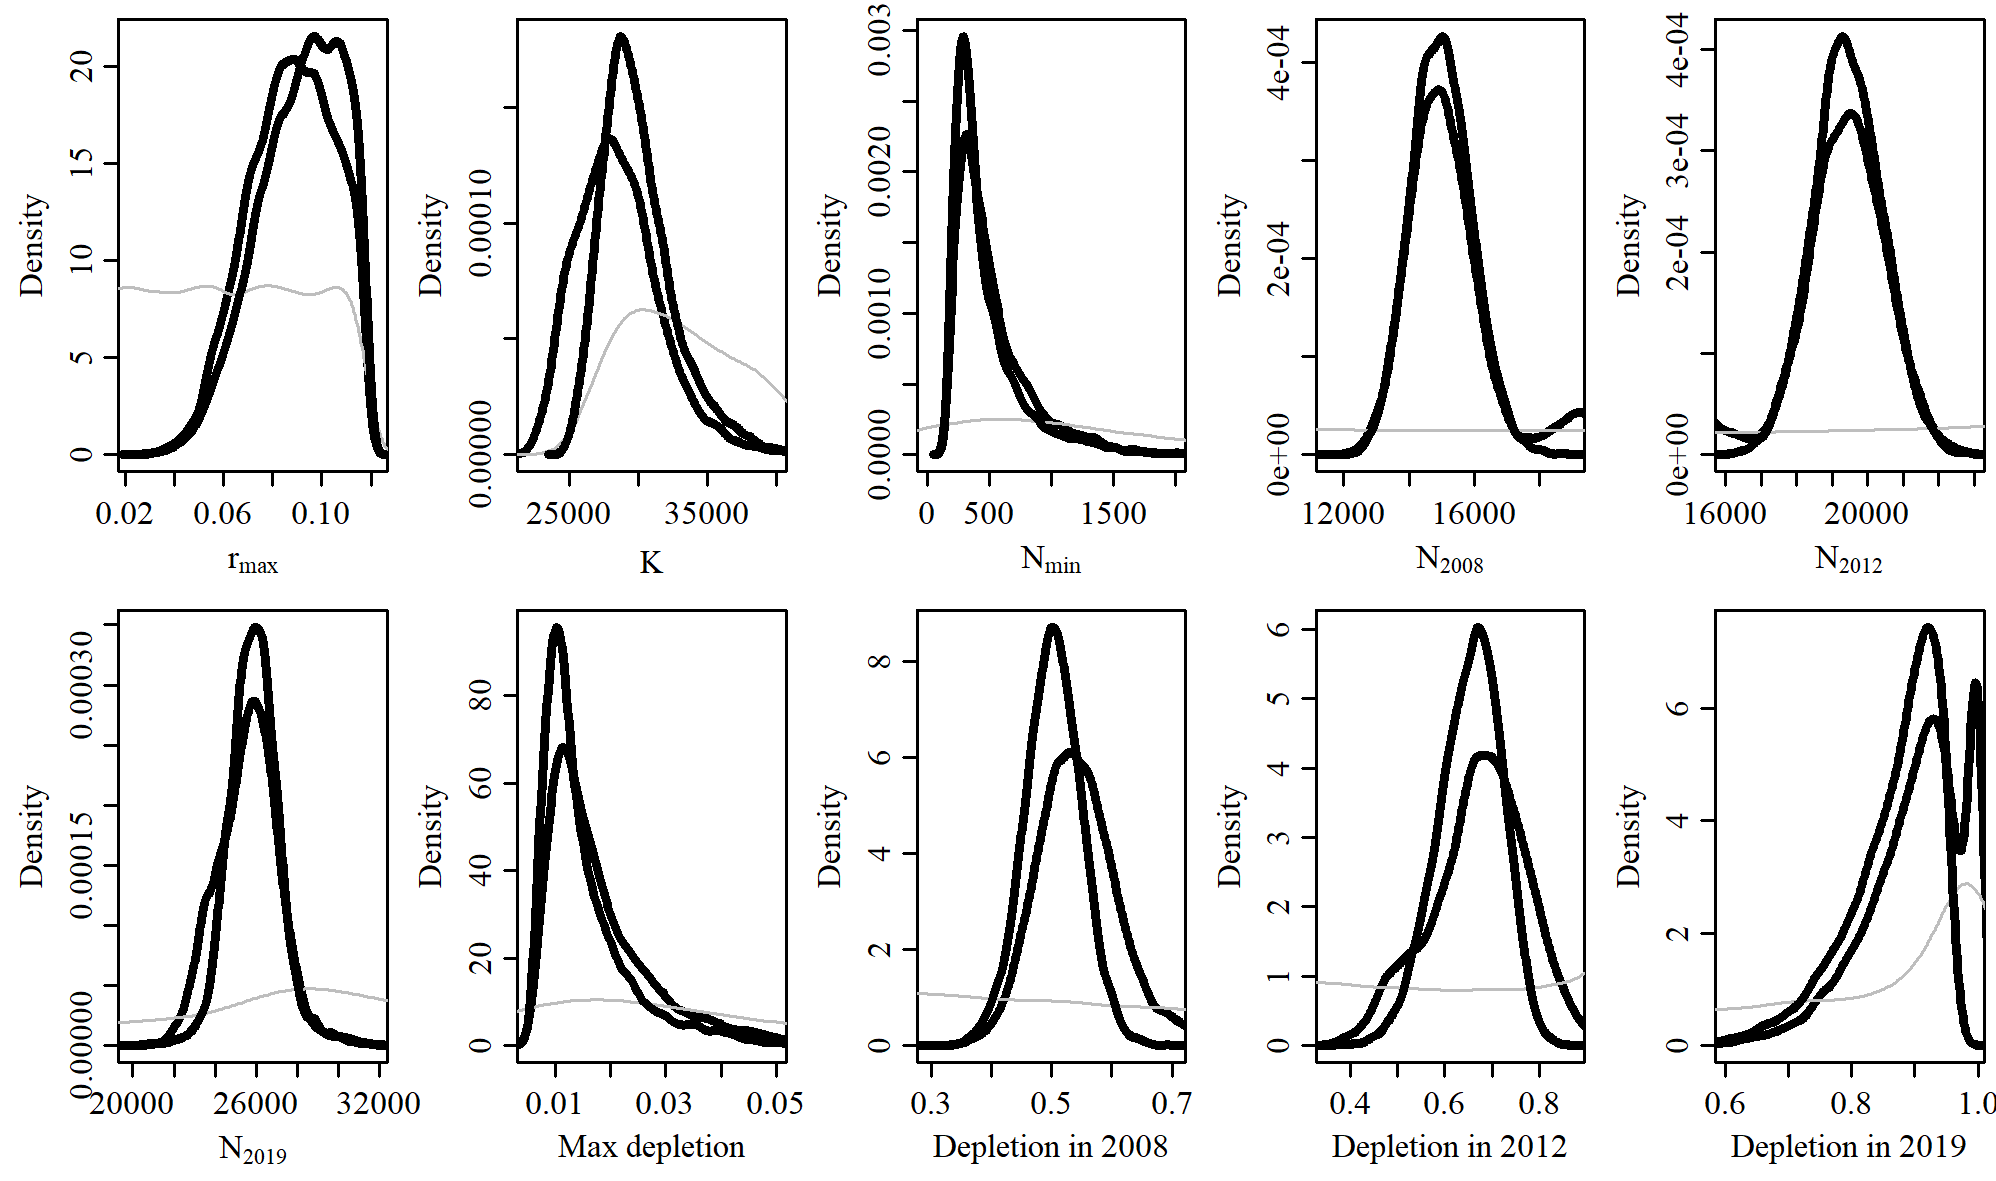 Density
0 5 10 15 20
0.02 0.06 0.10
r_max
Density
0.00000 0.00010
25000 35000
K
Density
0.0000 0.0010 0.0020 0.003
0 500 1500
N_min
Density
0e+00 2e-04 4e-04
12000 16000
N_2008
Density
0e+00 2e-04 3e-04 4e-04
16000 20000
N_2012
Density
0.00000 0.00015 0.00030
20000 26000 32000
N_2019
Density
0 20 40 60 80
0.01 0.03 0.05
Max depletion
Density
0 2 4 6 8
0.3 0.5 0.7
Depletion in 2008
Density
0 1 2 3 4 5 6
0.4 0.6 0.8
Depletion in 2012
Density
0 2 4 6
0.6 0.8 1.0
Depletion in 2019